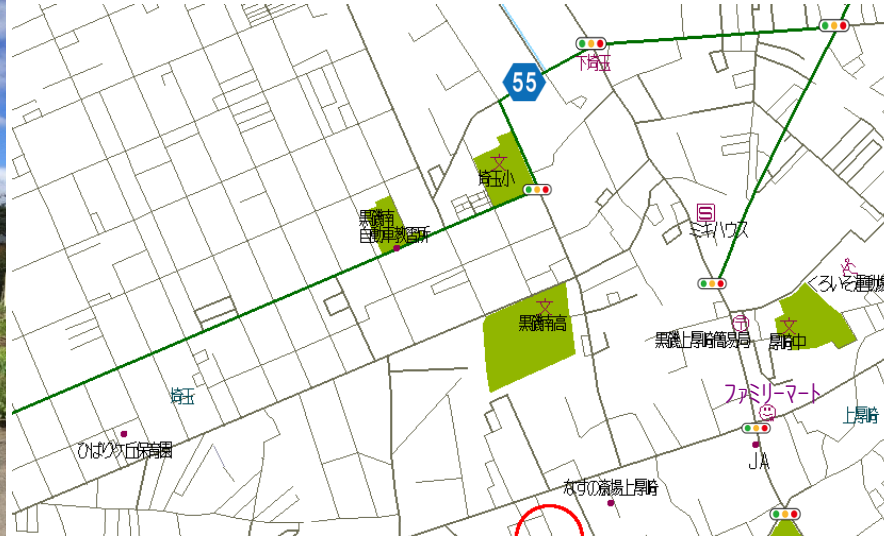 下埼玉
55
埼玉小
黒磯南
自動車教習所
ミキハウス
くろいそ運動場
黒磯南高
黒磯上厚崎簡易局
厚崎中
埼玉
ファミリーマート
上厚崎
ひばりケ丘保育園
JA
なすの斎場上厚崎